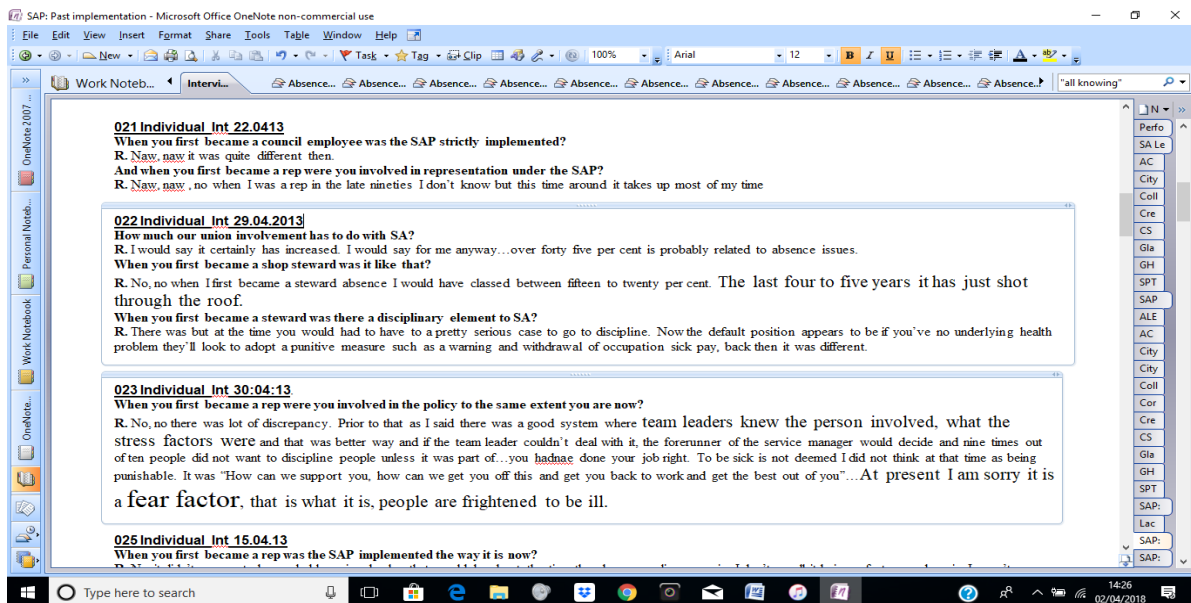 SAP: Past implementation - Microsoft Office OneNote non-commercial use
File Edit View Insert Format Share Tools Table Window Help
New Task Tag Clip 100% Arial 12 B I U
Work Noteb... Intervi... Absence... Absence... Absence... Absence... Absence... Absence... Absence... Absence... Absence... Absence... Absence.. "all knowing"
OneNote 2007 ...
Personal Noteb...
Work Notebook
OneNote...
021 Individual_Int_22.0413
When you first became a council employee was the SAP strictly implemented?
R. Naw, naw it was quite different then.
And when you first became a rep were you involved in representation under the SAP?
R. Naw, naw , no when I was a rep in the late nineties I don't know but this time around it takes up most of my time
022 Individual_Int_29.04.2013
How much our union involvement has to do with SA?
R. I would say it certainly has increased. I would say for me anyway…over forty five per cent is probably related to absence issues.
When you first became a shop steward was it like that?
R. No, no when I first became a steward absence I would have classed between fifteen to twenty per cent. The last four to five years it has just shot
through the roof.
When you first became a steward was there a disciplinary element to SA?
R. There was but at the time you would had to have to a pretty serious case to go to discipline. Now the default position appears to be if you've no underlying health
problem they'll look to adopt a punitive measure such as a warning and withdrawal of occupation sick pay, back then it was different.
023 Individual_Int_30:04:13
When you first became a rep were you involved in the policy to the same extent you are now?
R. No, no there was lot of discrepancy. Prior to that as I said there was a good system where team leaders knew the person involved, what the
stress factors were and that was better way and if the team leader couldn't deal with it, the forerunner of the service manager would decide and nine times out
of ten people did not want to discipline people unless it was part of…you hadnae done your job right. To be sick is not deemed I did not think at that time as being
punishable. It was "How can we support you, how can we get you off this and get you back to work and get the best out of you"…At present I am sorry it is
a fear factor, that is what it is, people are frightened to be ill.
025 Individual_Int_15.04.13
When you first became a rep was the SAP implemented the way it is now?
N
Perfo
SA Le
AC
City
Coll
Cre
CS
Gla
GH
SPT
SAP
ALE
AC
City
City
Coll
Cor
Cre
CS
Gla
GH
SPT
SAP:
Lac
SAP:
SAP:
Type here to search
14:26
02/04/2018